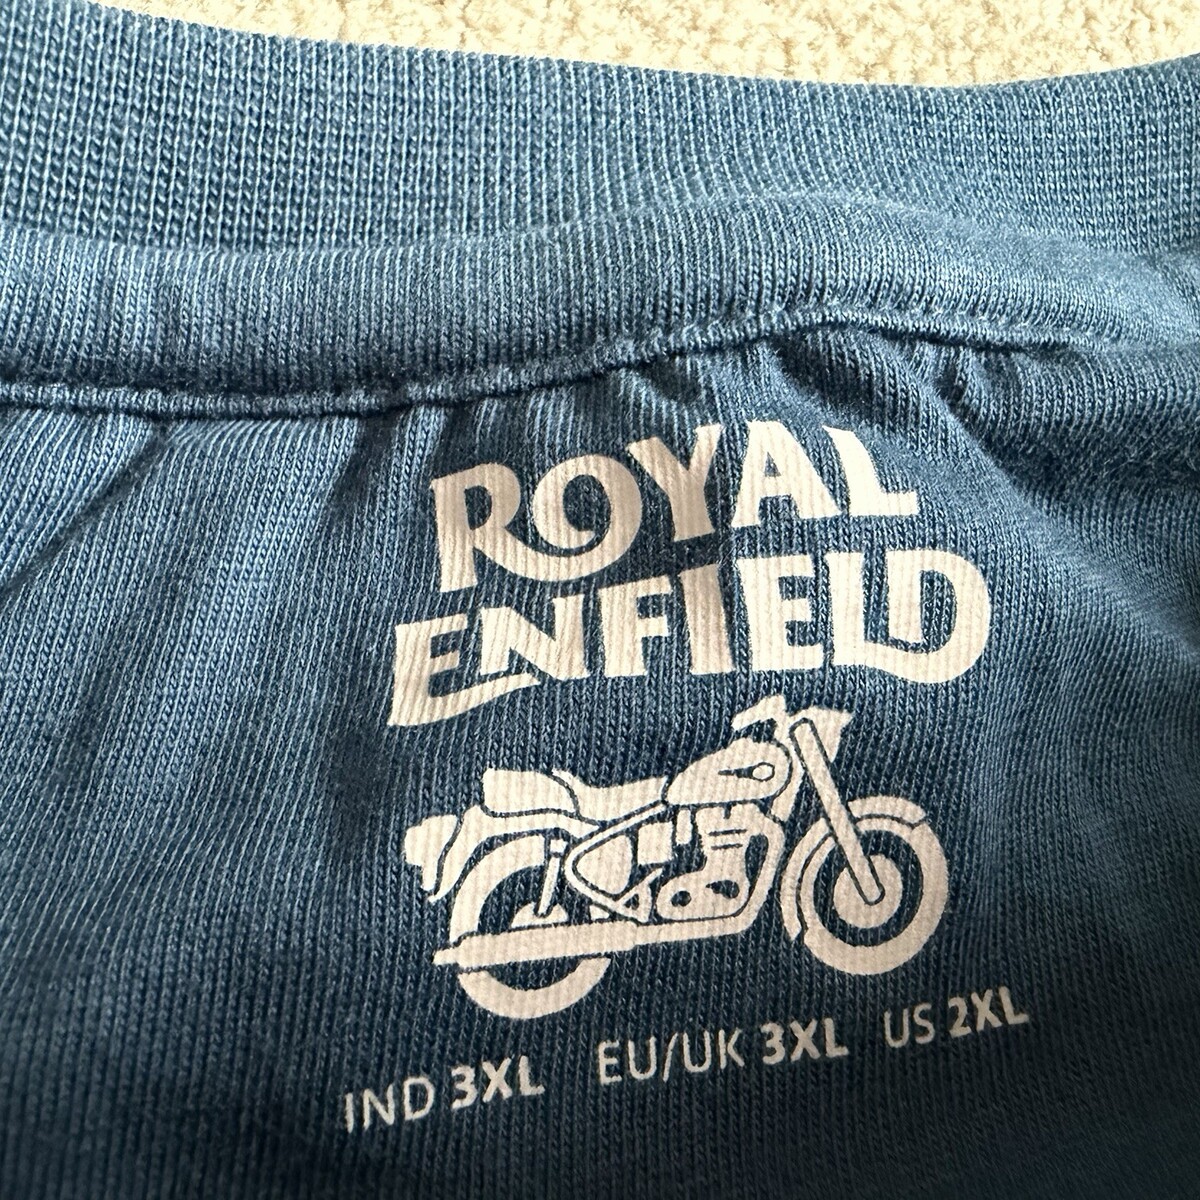 ROYAL
ENFIELD
IND 3XL EU/UK 3XL US 2XL